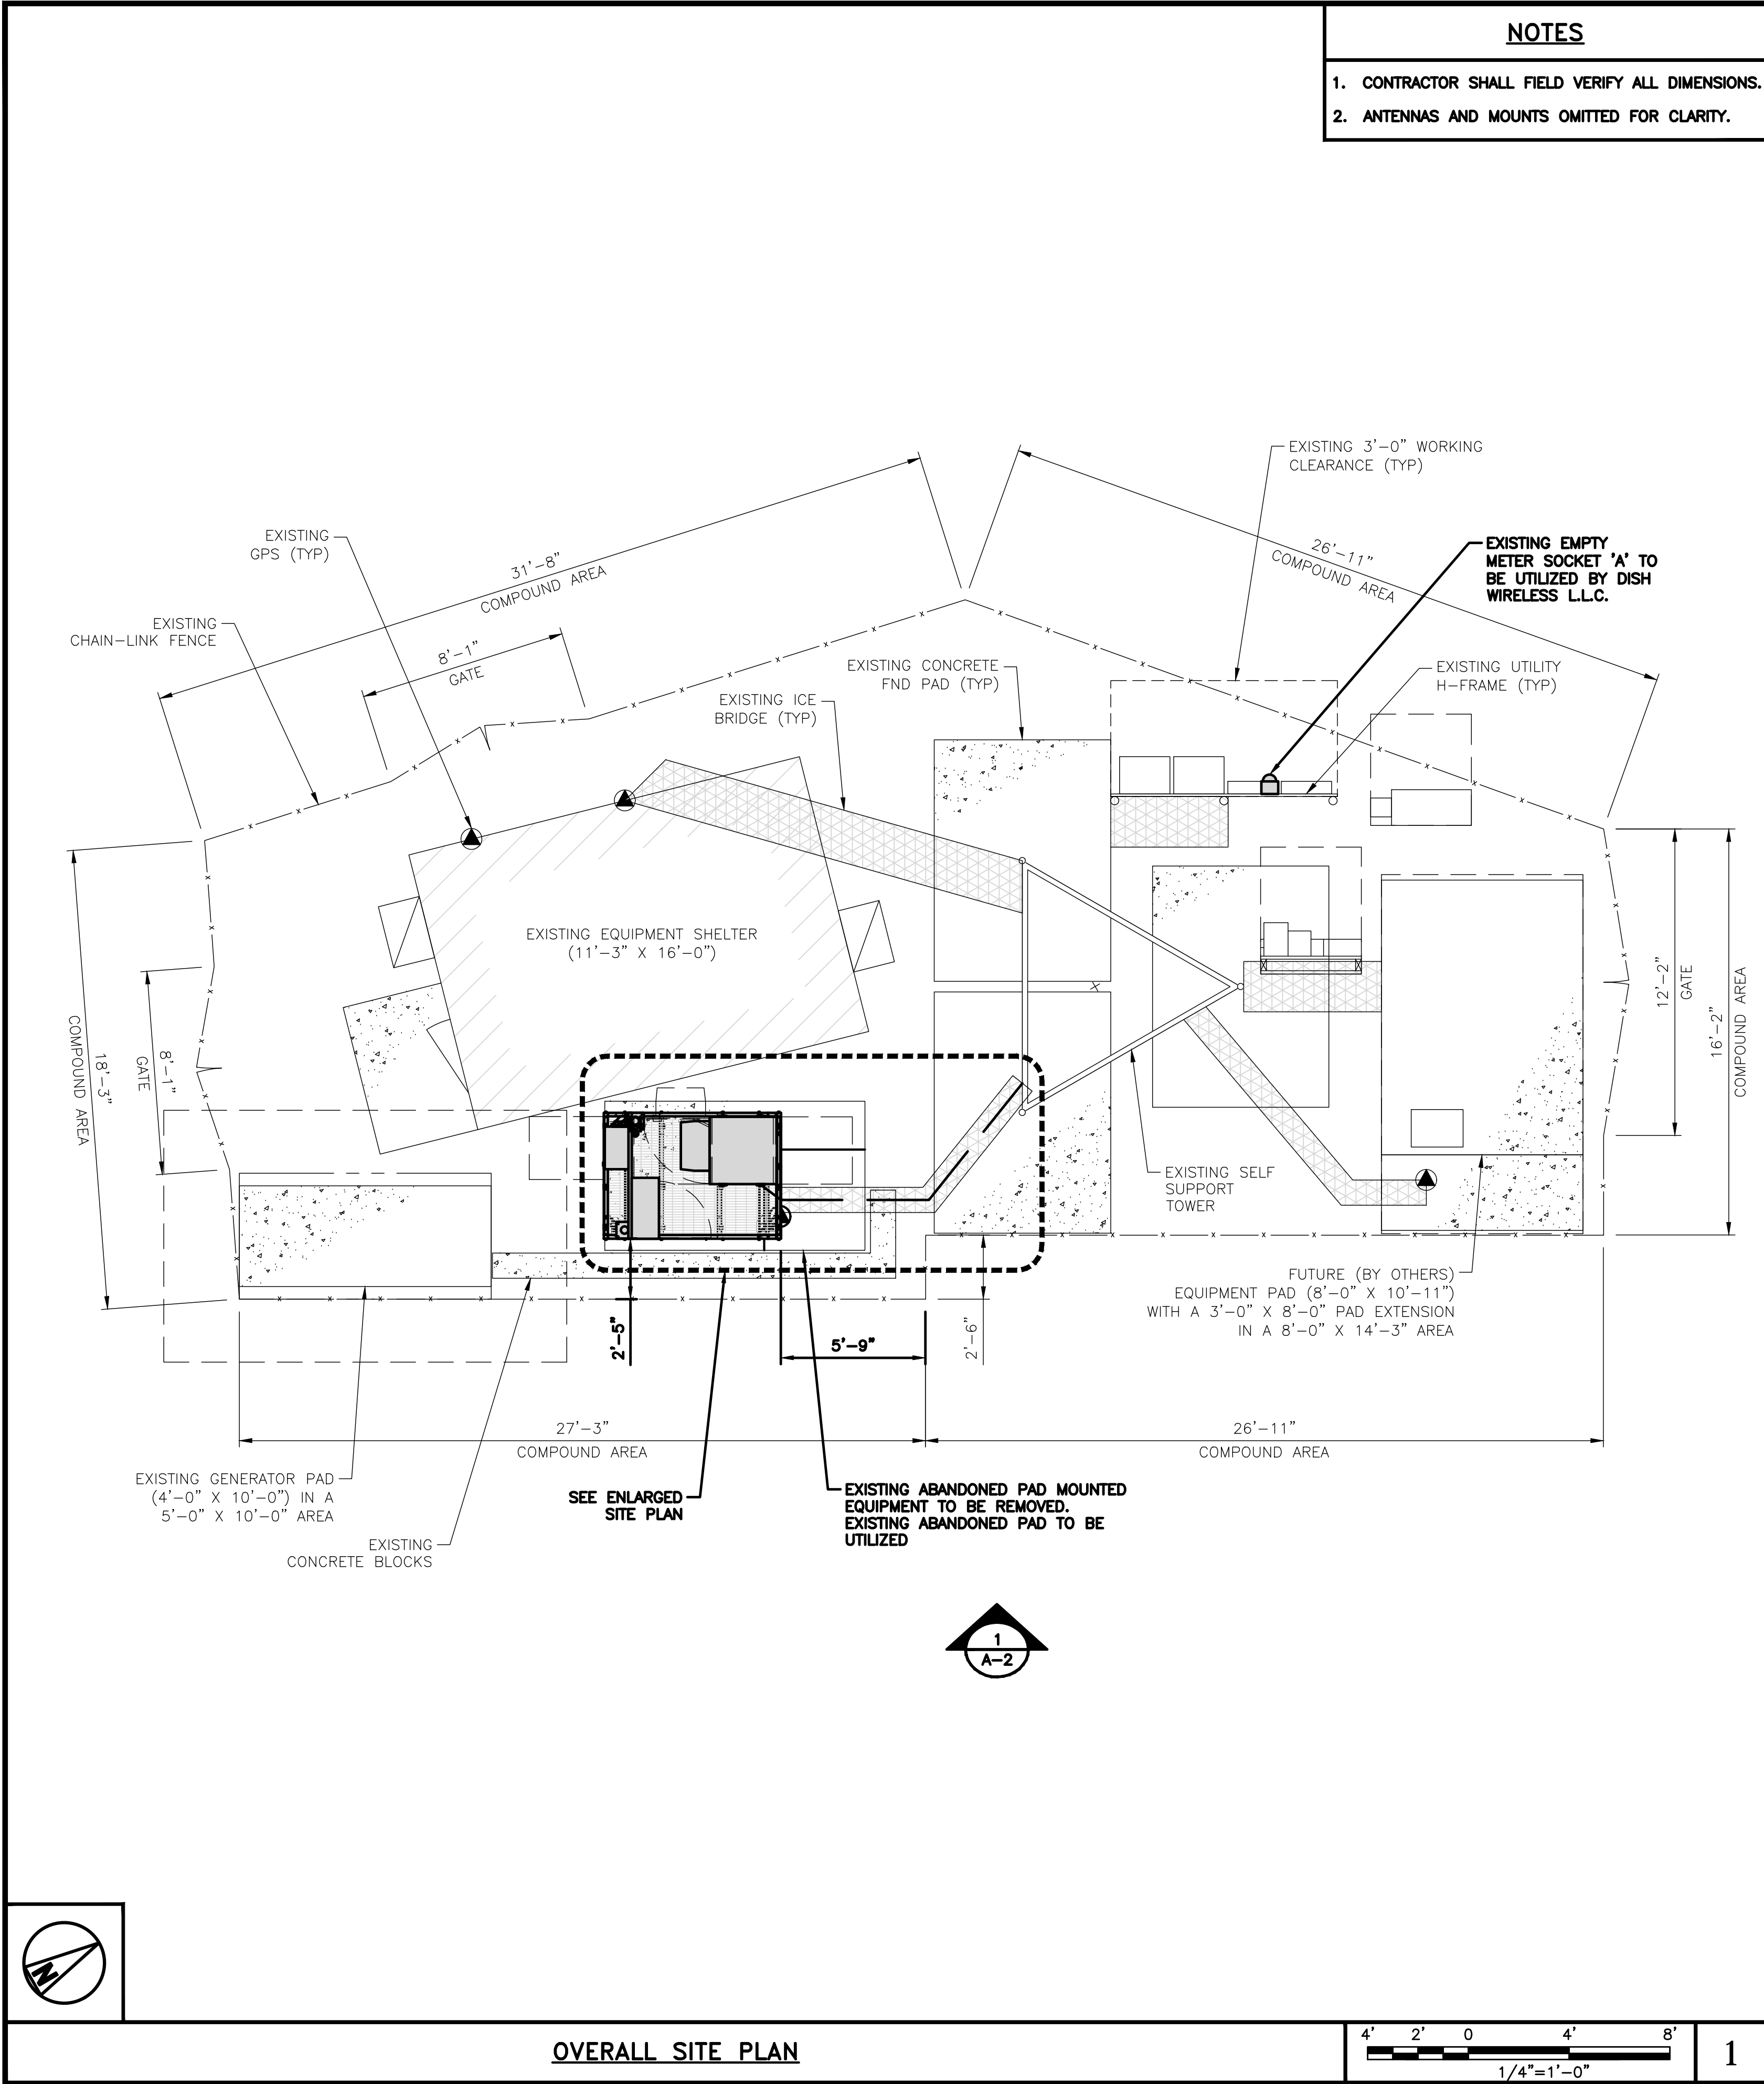 NOTES
1. CONTRACTOR SHALL FIELD VERIFY ALL DIMENSIONS.
2. ANTENNAS AND MOUNTS OMITTED FOR CLARITY.
EXISTING 3'-0" WORKING
CLEARANCE (TYP)
EXISTING
GPS (TYP)
31'-8"
COMPOUND AREA
26'-11"
COMPOUND AREA
EXISTING EMPTY
METER SOCKET 'A' TO
BE UTILIZED BY DISH
WIRELESS L.L.C.
EXISTING
CHAIN-LINK FENCE
8'-1"
GATE
EXISTING CONCRETE
FND PAD (TYP)
EXISTING UTILITY
H-FRAME (TYP)
EXISTING ICE
BRIDGE (TYP)
EXISTING EQUIPMENT SHELTER
(11'-3" X 16'-0")
12'-2"
GATE
16'-2"
COMPOUND AREA
18'-3"
COMPOUND AREA
8'-1"
GATE
EXISTING SELF
SUPPORT
TOWER
FUTURE (BY OTHERS)
EQUIPMENT PAD (8'-0" X 10'-11")
WITH A 3'-0" X 8'-0" PAD EXTENSION
IN A 8'-0" X 14'-3" AREA
2'-5"
5'-9"
2'-6"
27'-3"
COMPOUND AREA
26'-11"
COMPOUND AREA
EXISTING GENERATOR PAD
(4'-0" X 10'-0") IN A
5'-0" X 10'-0" AREA
SEE ENLARGED
SITE PLAN
EXISTING ABANDONED PAD MOUNTED
EQUIPMENT TO BE REMOVED.
EXISTING ABANDONED PAD TO BE
UTILIZED
EXISTING
CONCRETE BLOCKS
1
A-2
N
OVERALL SITE PLAN
4' 2' 0 4' 8'
1/4"=1'-0"
1